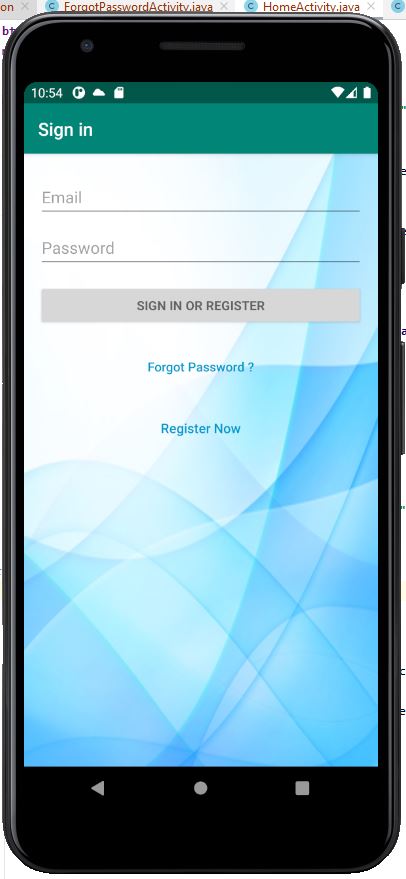 on ForgotPasswordActivity.java HomeActivity.java
bt
10:54
Sign in
Email
Password
SIGN IN OR REGISTER
Forgot Password ?
Register Now